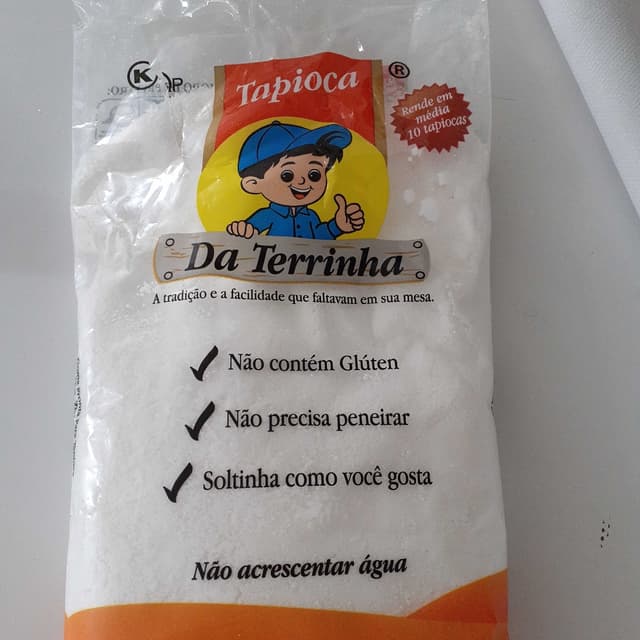 K P
Tapioca
®
Rende em
média
10 tapiocas
Da Terrinha
A tradição e a facilidade que faltavam em sua mesa.
Não contém Glúten
Não precisa peneirar
Soltinha como você gosta
Não acrescentar água